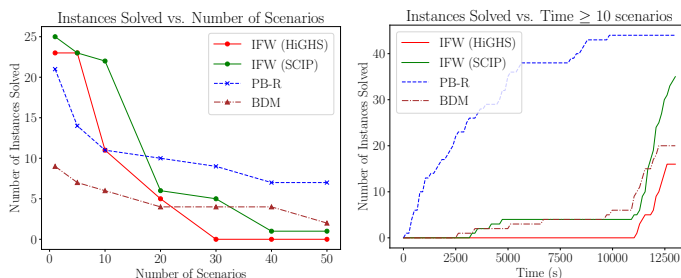 Instances Solved vs. Number of Scenarios
Number of Instances Solved
25
20
15
10
5
0
IFW (HiGHS)
IFW (SCIP)
PB-R
BDM
0 10 20 30 40 50
Number of Scenarios
Instances Solved vs. Time ≥ 10 scenarios
Number of Instances Solved
40
30
20
10
0
IFW (HiGHS)
IFW (SCIP)
PB-R
BDM
0 2500 5000 7500 10000 12500
Time (s)